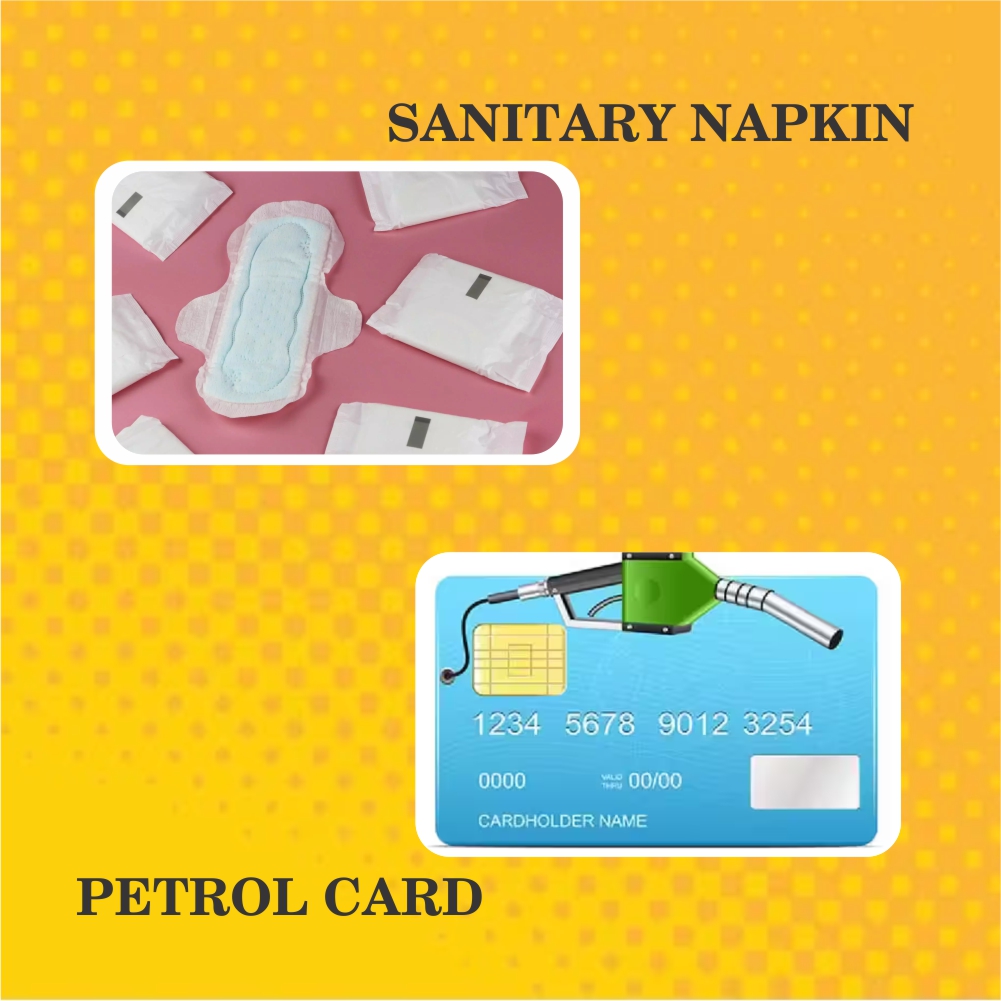 SANITARY NAPKIN
1234 5678 9012 3254
0000 VALID THRU 00/00
CARDHOLDER NAME
PETROL CARD